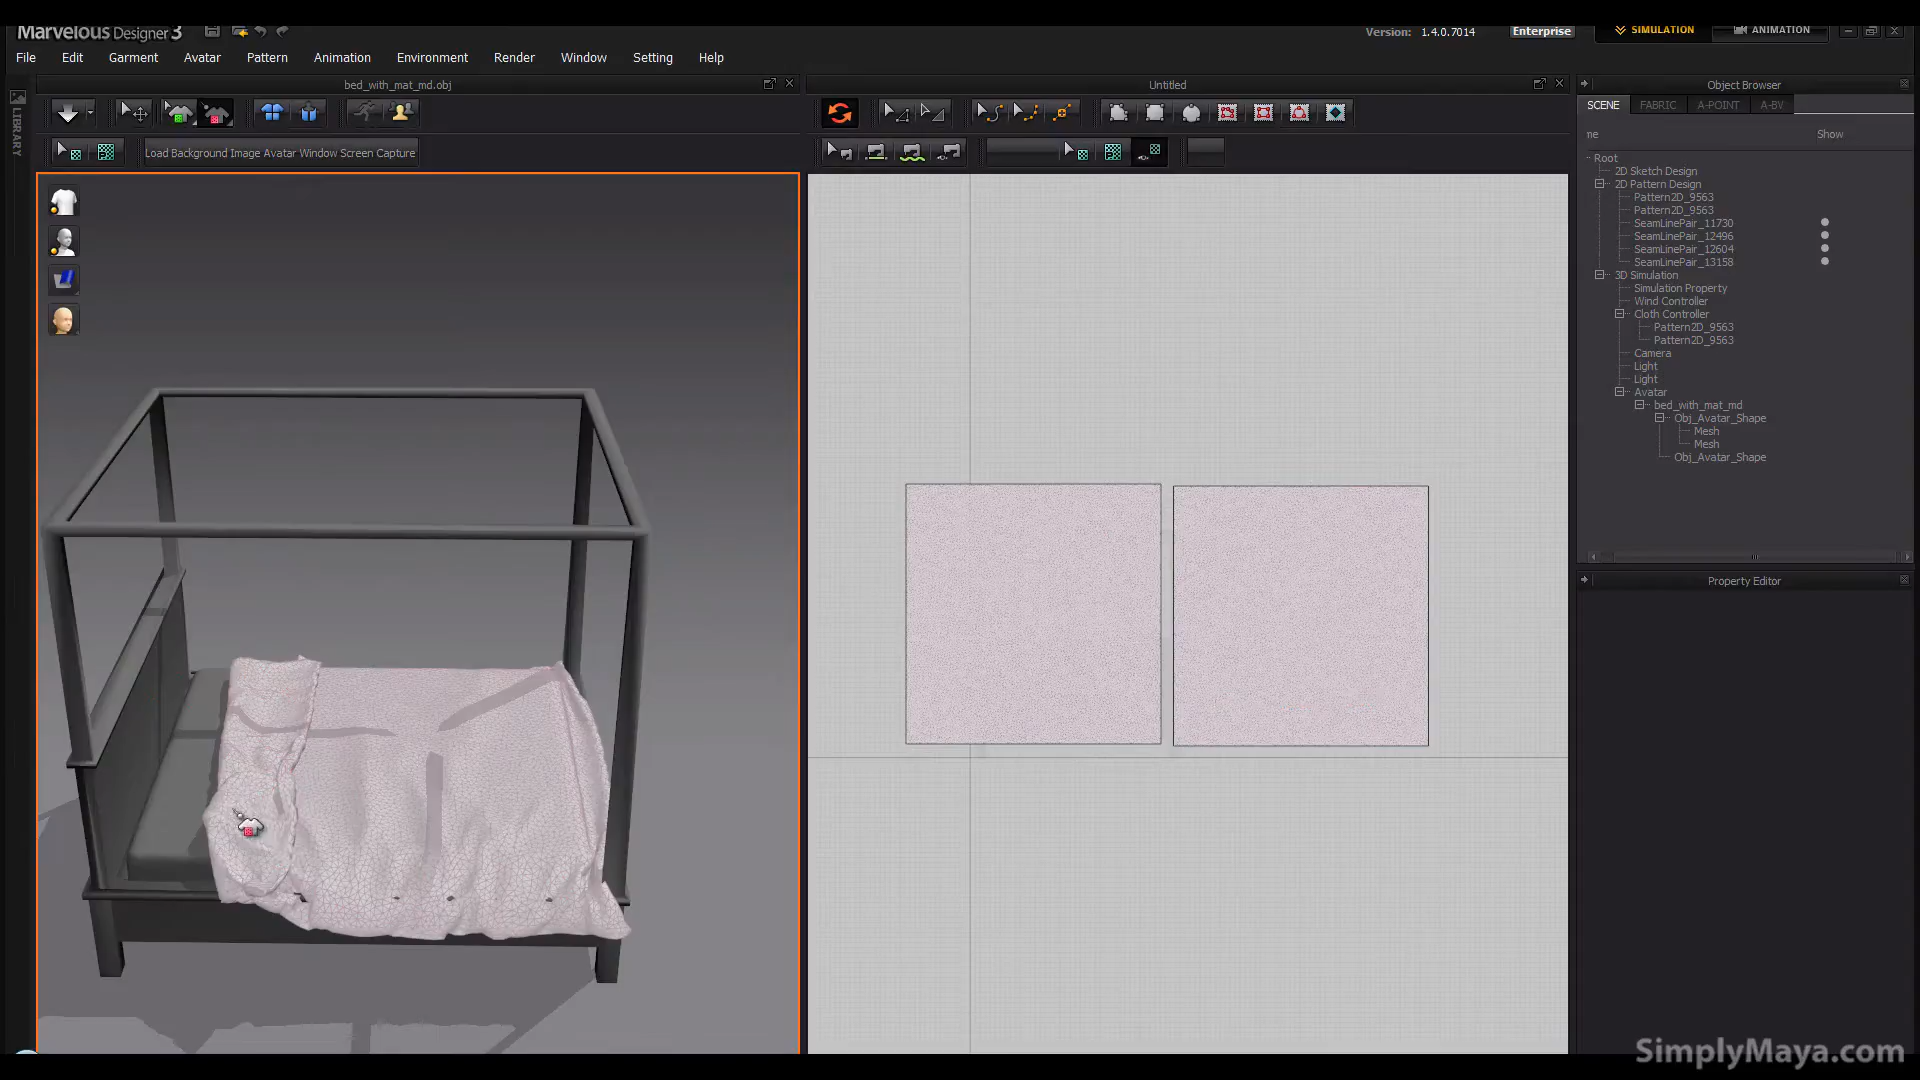 Marvelous Designer 3
Version: 1.4.0.7014
Enterprise
SIMULATION
ANIMATION
File Edit Garment Avatar Pattern Animation Environment Render Window Setting Help
bed_with_mat_md.obj
Untitled
Object Browser
LIBRARY
SCENE FABRIC A-POINT A-BV
me Show
Load Background Image Avatar Window Screen Capture
Root
2D Sketch Design
2D Pattern Design
Pattern2D_9563
Pattern2D_9563
SeamLinePair_11730
SeamLinePair_12496
SeamLinePair_12604
SeamLinePair_13158
3D Simulation
Simulation Property
Wind Controller
Cloth Controller
Pattern2D_9563
Pattern2D_9563
Camera
Light
Light
Avatar
bed_with_mat_md
Obj_Avatar_Shape
Mesh
Mesh
Obj_Avatar_Shape
Property Editor
SimplyMaya.com